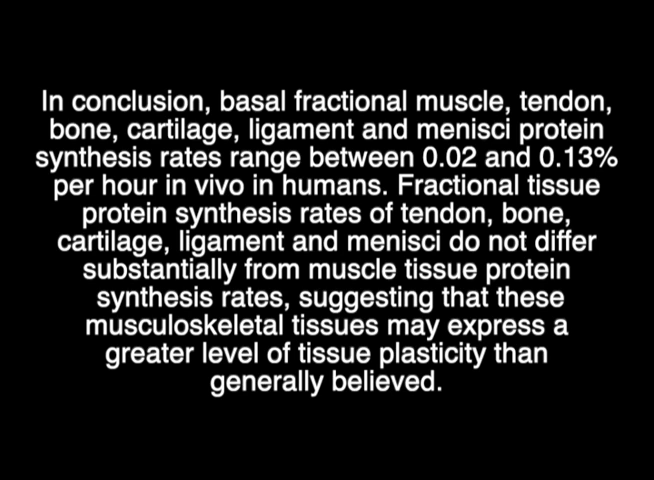 In conclusion, basal fractional muscle, tendon,
bone, cartilage, ligament and menisci protein
synthesis rates range between 0.02 and 0.13%
per hour in vivo in humans. Fractional tissue
protein synthesis rates of tendon, bone,
cartilage, ligament and menisci do not differ
substantially from muscle tissue protein
synthesis rates, suggesting that these
musculoskeletal tissues may express a
greater level of tissue plasticity than
generally believed.